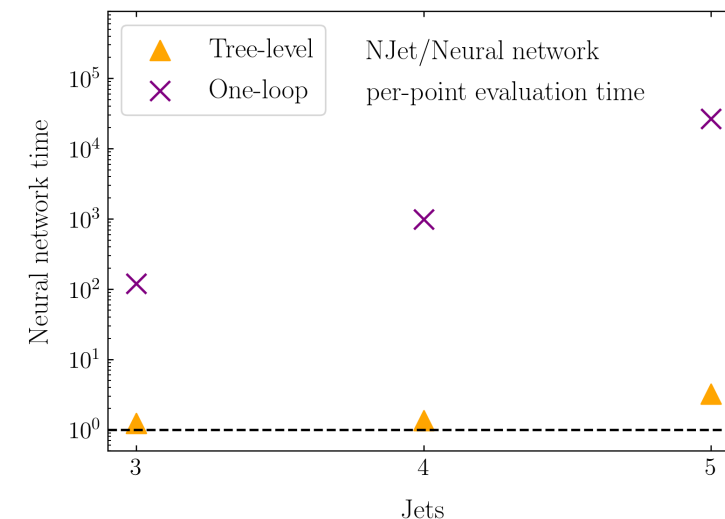 Tree-level
One-loop
NJet/Neural network
per-point evaluation time
Neural network time
10^5
10^4
10^3
10^2
10^1
10^0
3
4
5
Jets